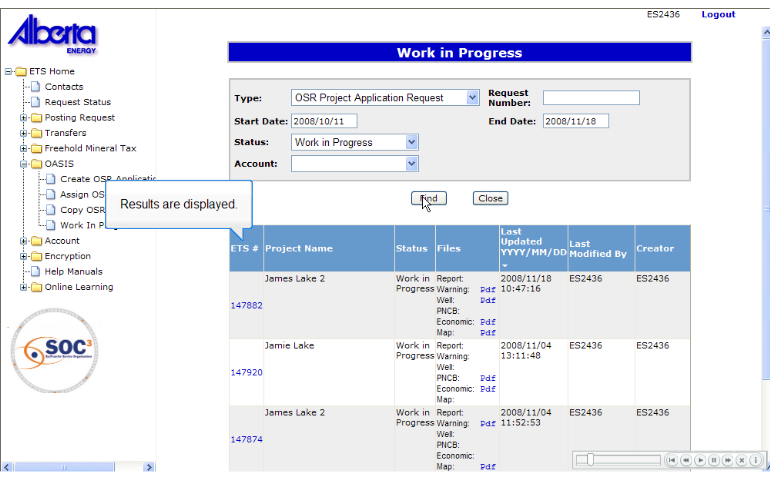 ES2436 Logout
Alberta
ENERGY
Work in Progress
ETS Home
Contacts
Request Status
Posting Request
Transfers
Freehold Mineral Tax
OASIS
Create OSR Applicatio
Assign OS
Copy OSR
Work In P
Account
Encryption
Help Manuals
Online Learning
SOC3
Type: OSR Project Application Request Request Number:
Start Date: 2008/10/11 End Date: 2008/11/18
Status: Work in Progress
Account:
Find Close
Results are displayed.
ETS # Project Name Status Files Last Updated YYYY/MM/DD Last Modified By Creator
147882 James Lake 2 Work in Progress 2008/11/18 10:47:16 ES2436 ES2436
Report:
Warning: Pdf
Well: Pdf
PNCB:
Economic: Pdf
Map: Pdf
147920 Jamie Lake Work in Progress 2008/11/04 13:11:48 ES2436 ES2436
Report:
Warning:
Well:
PNCB: Pdf
Economic: Pdf
Map:
147874 James Lake 2 Work in Progress 2008/11/04 11:52:53 ES2436 ES2436
Report:
Warning: Pdf
Well:
PNCB:
Economic:
Map: Pdf